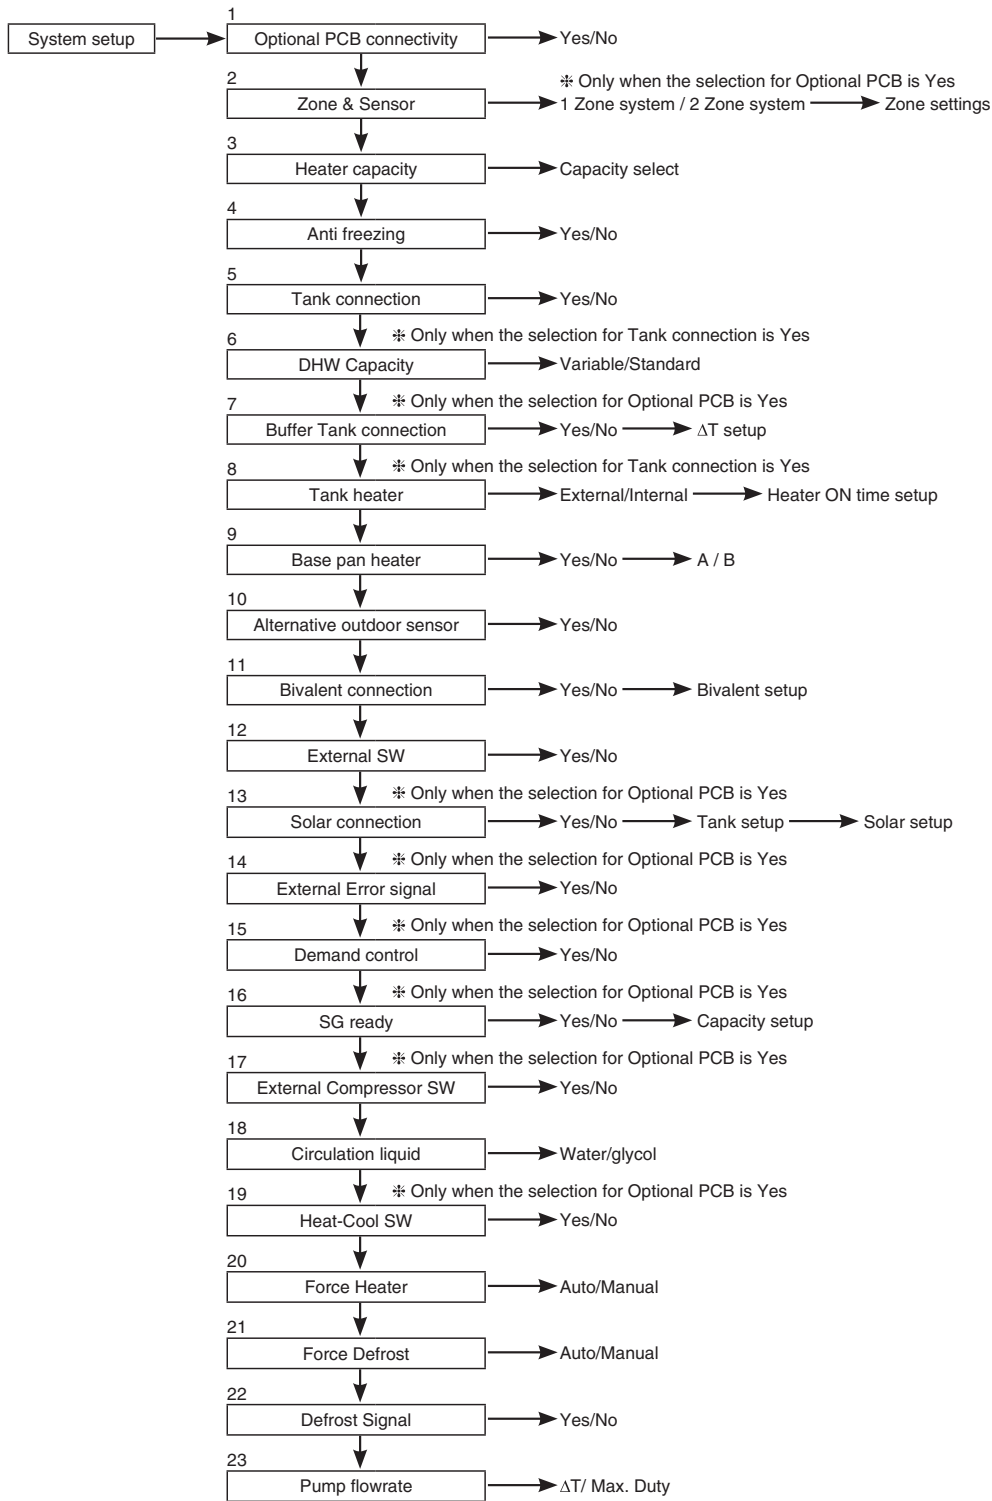 1
System setup Optional PCB connectivity Yes/No
2 ❈ Only when the selection for Optional PCB is Yes
Zone & Sensor 1 Zone system / 2 Zone system Zone settings
3
Heater capacity Capacity select
4
Anti freezing Yes/No
5
Tank connection Yes/No
6 ❈ Only when the selection for Tank connection is Yes
DHW Capacity Variable/Standard
7 ❈ Only when the selection for Optional PCB is Yes
Buffer Tank connection Yes/No ΔT setup
8 ❈ Only when the selection for Tank connection is Yes
Tank heater External/Internal Heater ON time setup
9
Base pan heater Yes/No A / B
10
Alternative outdoor sensor Yes/No
11
Bivalent connection Yes/No Bivalent setup
12
External SW Yes/No
13 ❈ Only when the selection for Optional PCB is Yes
Solar connection Yes/No Tank setup Solar setup
14 ❈ Only when the selection for Optional PCB is Yes
External Error signal Yes/No
15 ❈ Only when the selection for Optional PCB is Yes
Demand control Yes/No
16 ❈ Only when the selection for Optional PCB is Yes
SG ready Yes/No Capacity setup
17 ❈ Only when the selection for Optional PCB is Yes
External Compressor SW Yes/No
18
Circulation liquid Water/glycol
19 ❈ Only when the selection for Optional PCB is Yes
Heat-Cool SW Yes/No
20
Force Heater Auto/Manual
21
Force Defrost Auto/Manual
22
Defrost Signal Yes/No
23
Pump flowrate ΔT/ Max. Duty